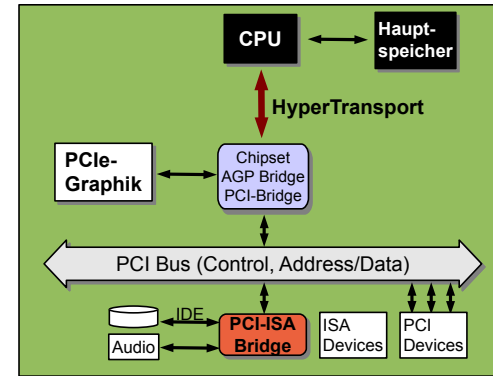 CPU
Haupt-
speicher
HyperTransport
PCIe-
Graphik
Chipset
AGP Bridge
PCI-Bridge
PCI Bus (Control, Address/Data)
IDE
Audio
PCI-ISA
Bridge
ISA
Devices
PCI
Devices